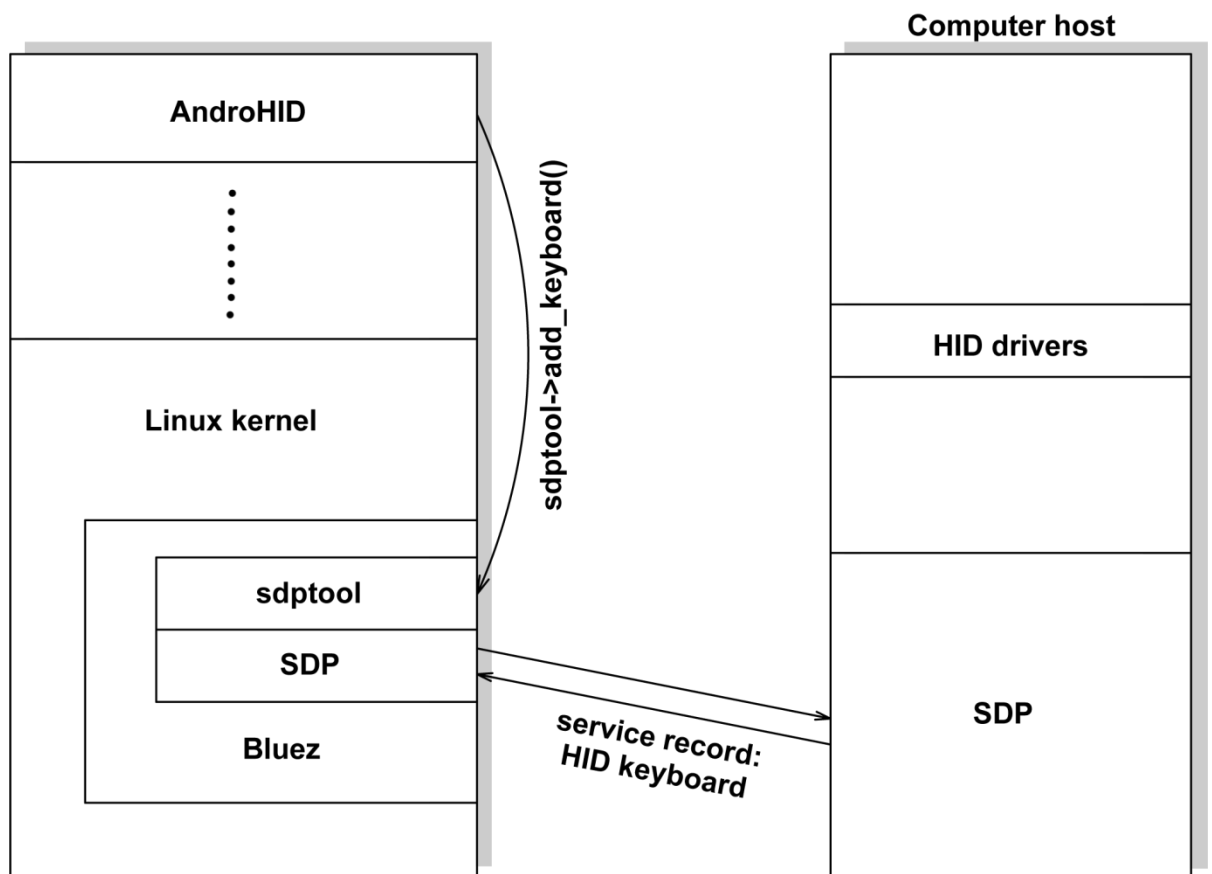 Computer host
AndroHID
sdptool->add_keyboard()
HID drivers
Linux kernel
sdptool
SDP
Bluez
service record:
HID keyboard
SDP